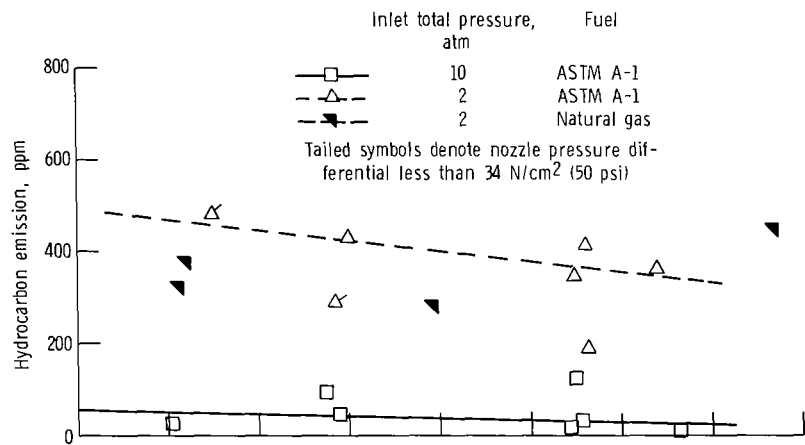 Inlet total pressure, Fuel
atm
10 ASTM A-1
2 ASTM A-1
2 Natural gas
Tailed symbols denote nozzle pressure dif-
ferential less than 34 N/cm² (50 psi)
Hydrocarbon emission, ppm
800
600
400
200
0